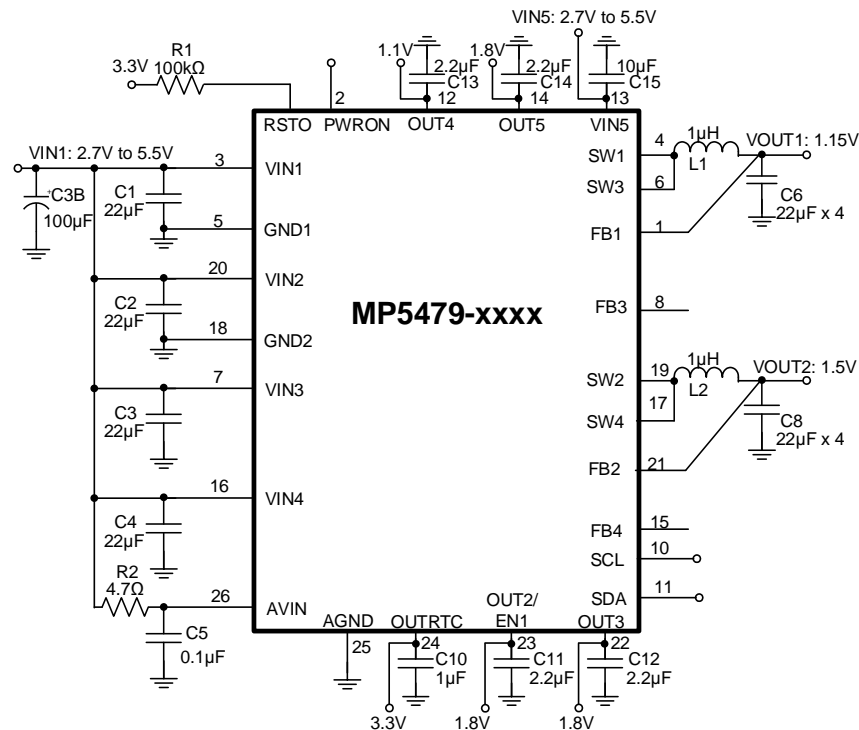 VIN5: 2.7V to 5.5V
R1
100kΩ
3.3V
1.1V
2.2µF
C13
1.8V
2.2µF
C14
10µF
C15
2
12
14
13
RSTO
PWRON
OUT4
OUT5
VIN5
VIN1: 2.7V to 5.5V
3
VIN1
+
C3B
100µF
C1
22µF
5
GND1
4
SW1
1µH
L1
VOUT1: 1.15V
6
SW3
C6
22µF x 4
1
FB1
20
VIN2
C2
22µF
18
GND2
MP5479-xxxx
8
FB3
7
VIN3
C3
22µF
19
SW2
1µH
L2
VOUT2: 1.5V
17
SW4
C8
22µF x 4
21
FB2
16
VIN4
C4
22µF
15
FB4
10
SCL
11
SDA
R2
4.7Ω
26
AVIN
C5
0.1µF
AGND
25
OUTRTC
24
C10
1µF
3.3V
OUT2/
EN1
23
C11
2.2µF
1.8V
OUT3
22
C12
2.2µF
1.8V